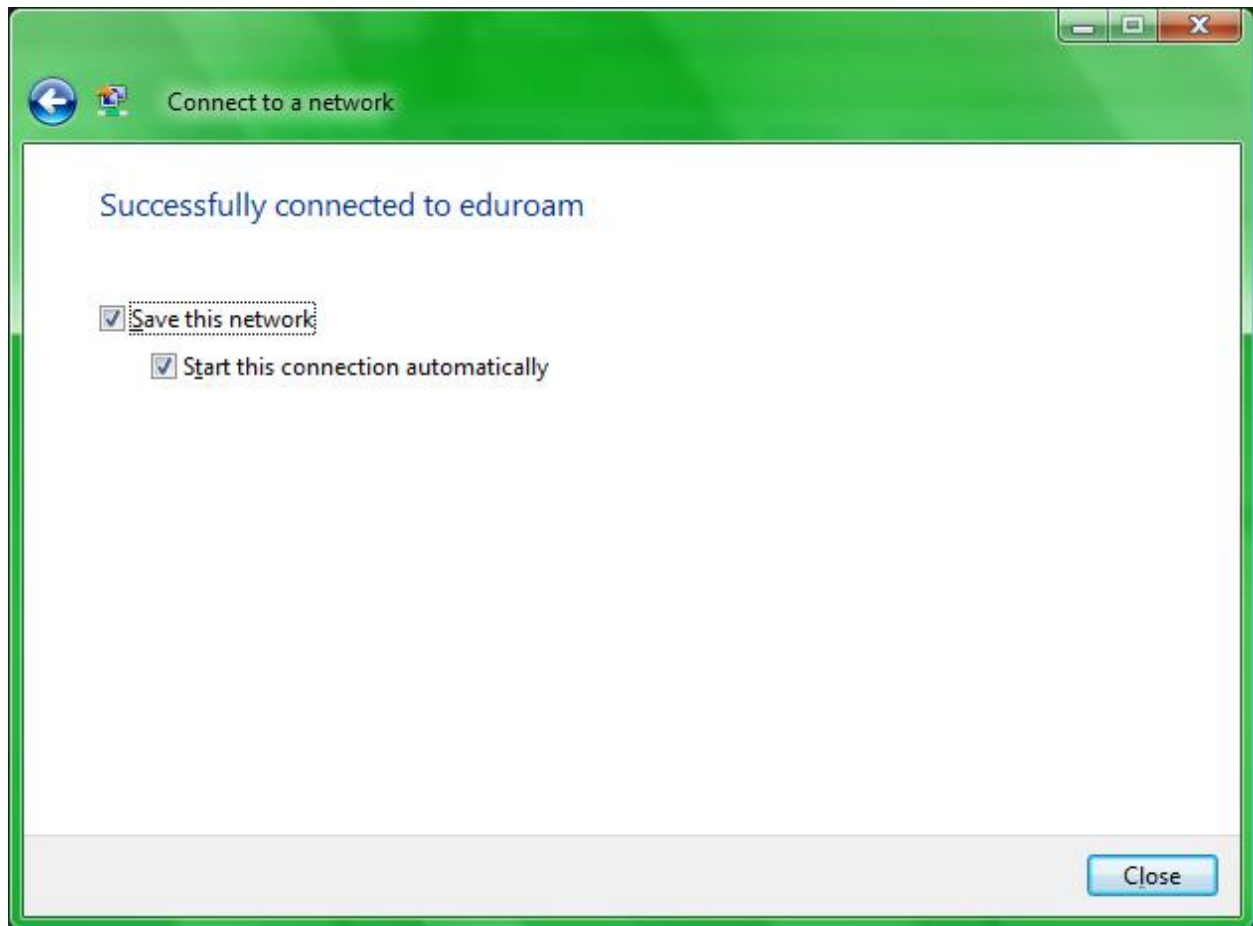 Connect to a network
Successfully connected to eduroam
Save this network
Start this connection automatically
Close